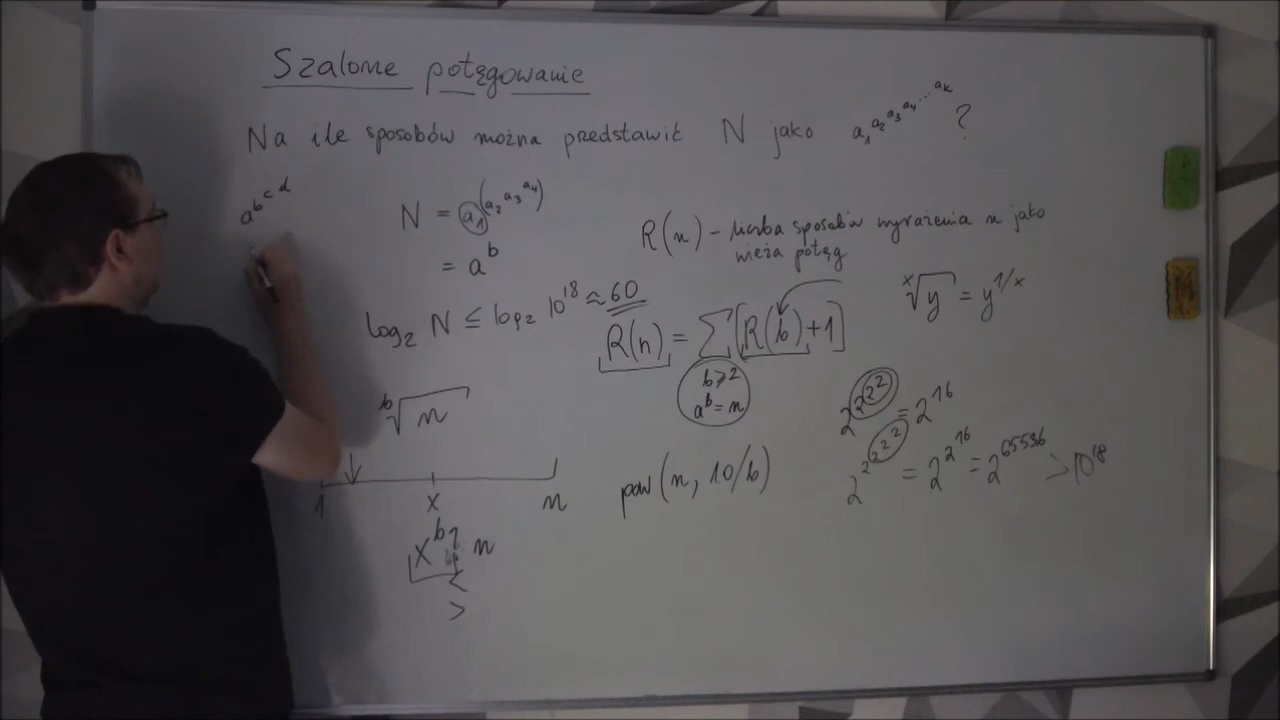 Szalone potęgowanie
Na ile sposobów można przedstawić N jako a₁^a₂^a₃^a₄^...^aₖ ?
a^b^c^d
N = a₁^(a₂^a₃^a₄)
= a^b
R(n) - liczba sposobów wyrażenia n jako
wieża potęg
log₂ N ≤ log₂ 10^18 ≈ 60
ˣ√y = y^1/x
R(n) = ∑ [R(b)+1]
b⩾2
a^b = n
ᵇ√n
2^2^2^2 = 2^16
2^2^2^2^2 = 2^2^16 = 2^65536 > 10^18
1 x n
pow(n, 1.0/b)
x^b ? n
<
>